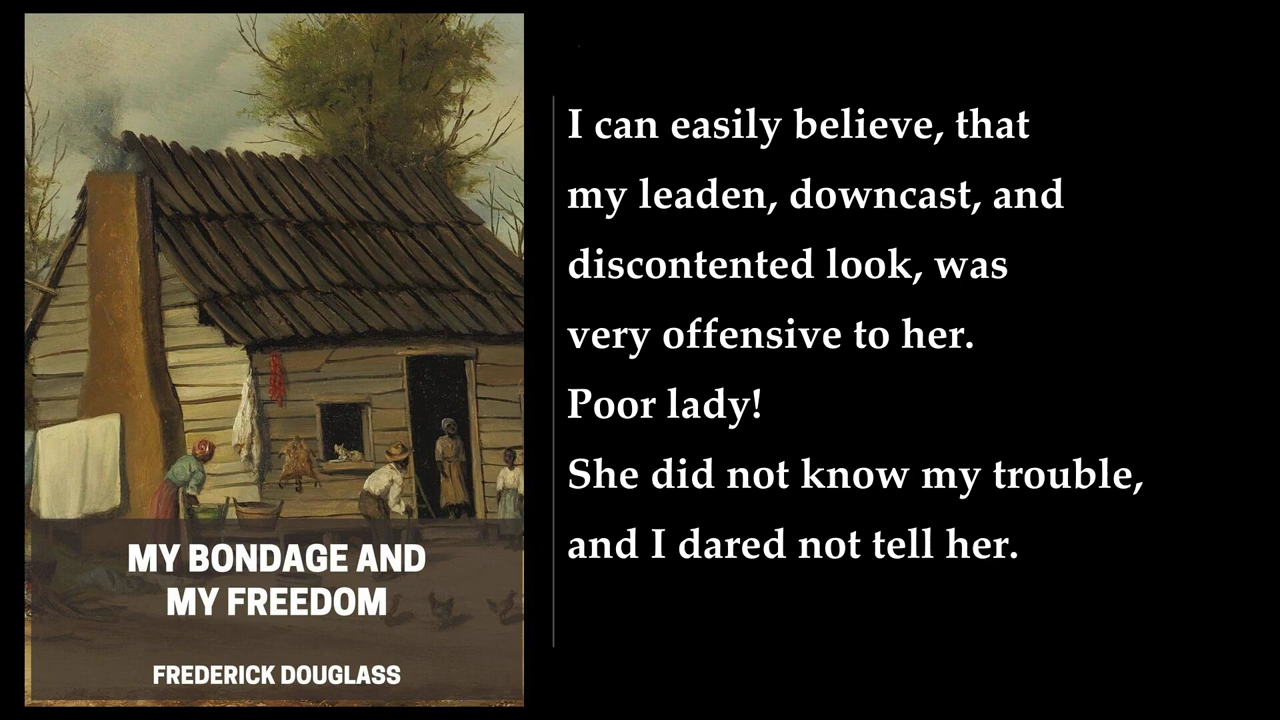 MY BONDAGE AND
MY FREEDOM
FREDERICK DOUGLASS
I can easily believe, that
my leaden, downcast, and
discontented look, was
very offensive to her.
Poor lady!
She did not know my trouble,
and I dared not tell her.